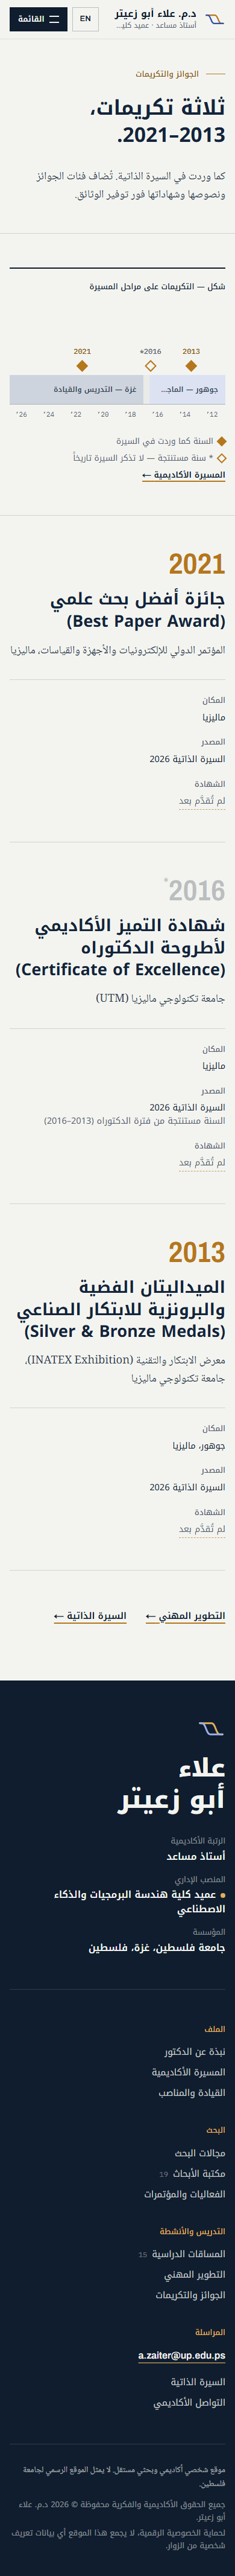 د.م. علاء أبو زعيتر
أستاذ مساعد · عميد كليـ...
EN
القائمة
الجوائز والتكريمات
ثلاثة تكريمات،
2013–2021.
كما وردت في السيرة الذاتية. تُضاف فئات الجوائز
ونصوصها وشهاداتها فور توفير الوثائق.
شكل — التكريمات على مراحل المسيرة
2013
2016*
2021
جوهور — الماجـ...
غزة — التدريس والقيادة
’12
’14
’16
’18
’20
’22
’24
’26
السنة كما وردت في السيرة
* سنة مستنتجة — لا تذكر السيرة تاريخاً
المسيرة الأكاديمية ←
2021
جائزة أفضل بحث علمي
(Best Paper Award)
المؤتمر الدولي للإلكترونيات والأجهزة والقياسات، ماليزيا
المكان
ماليزيا
المصدر
السيرة الذاتية 2026
الشهادة
لم تُقدَّم بعد
2016*
شهادة التميز الأكاديمي
لأطروحة الدكتوراه
(Certificate of Excellence)
جامعة تكنولوجي ماليزيا (UTM)
المكان
ماليزيا
المصدر
السيرة الذاتية 2026
السنة مستنتجة من فترة الدكتوراه (2013–2016)
الشهادة
لم تُقدَّم بعد
2013
الميداليتان الفضية
والبرونزية للابتكار الصناعي
(Silver & Bronze Medals)
معرض الابتكار والتقنية (INATEX Exhibition)،
جامعة تكنولوجي ماليزيا
المكان
جوهور، ماليزيا
المصدر
السيرة الذاتية 2026
الشهادة
لم تُقدَّم بعد
التطوير المهني ←
السيرة الذاتية ←
علاء
أبو زعيتر
الرتبة الأكاديمية
أستاذ مساعد
المنصب الإداري
عميد كلية هندسة البرمجيات والذكاء
الاصطناعي
المؤسسة
جامعة فلسطين، غزة، فلسطين
الملف
نبذة عن الدكتور
المسيرة الأكاديمية
القيادة والمناصب
البحث
مجالات البحث
مكتبة الأبحاث 19
الفعاليات والمؤتمرات
التدريس والأنشطة
المساقات الدراسية 15
التطوير المهني
الجوائز والتكريمات
المراسلة
a.zaiter@up.edu.ps
السيرة الذاتية
التواصل الأكاديمي
موقع شخصي أكاديمي وبحثي مستقل. لا يمثل الموقع الرسمي لجامعة
فلسطين.
جميع الحقوق الأكاديمية والفكرية محفوظة © 2026 د.م. علاء
أبو زعيتر.
لحماية الخصوصية الرقمية، لا يجمع هذا الموقع أي بيانات تعريف
شخصية من الزوار.